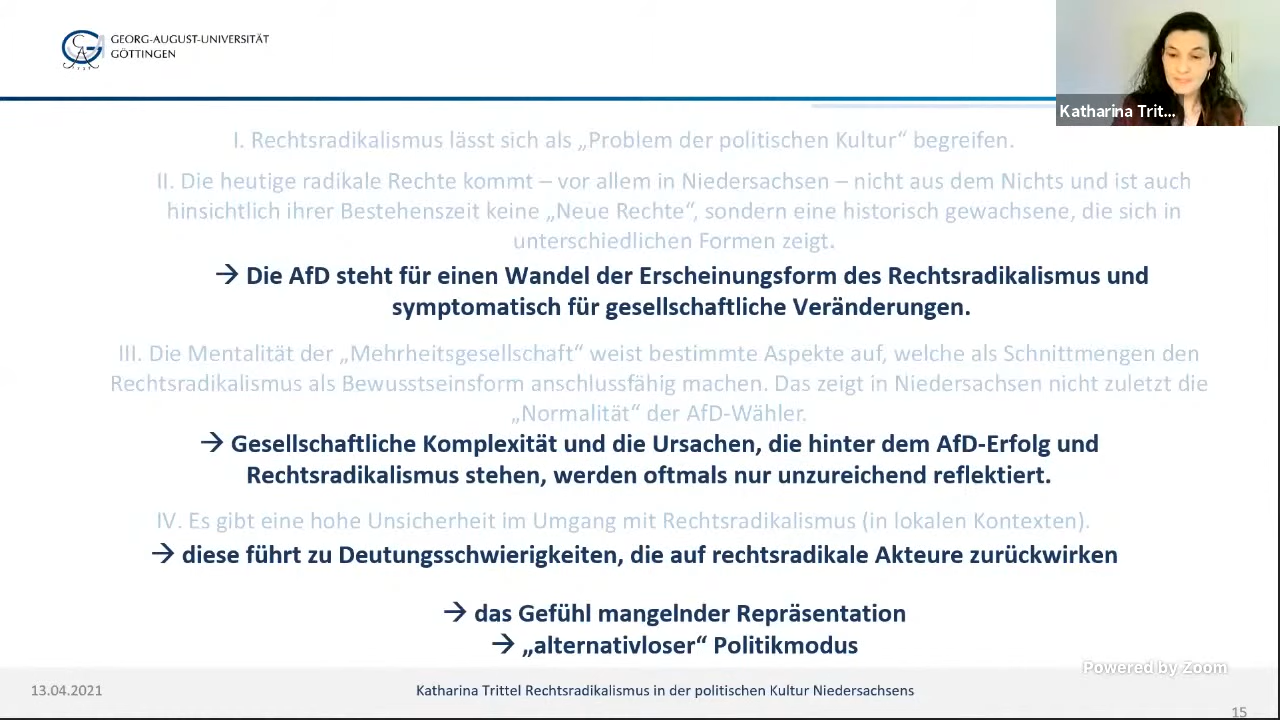 GEORG-AUGUST-UNIVERSITÄT
GÖTTINGEN
Katharina Trit...
I. Rechtsradikalismus lässt sich als „Problem der politischen Kultur“ begreifen.
II. Die heutige radikale Rechte kommt – vor allem in Niedersachsen – nicht aus dem Nichts und ist auch
hinsichtlich ihrer Bestehenszeit keine „Neue Rechte“, sondern eine historisch gewachsene, die sich in
unterschiedlichen Formen zeigt.
→ Die AfD steht für einen Wandel der Erscheinungsform des Rechtsradikalismus und
symptomatisch für gesellschaftliche Veränderungen.
III. Die Mentalität der „Mehrheitsgesellschaft“ weist bestimmte Aspekte auf, welche als Schnittmengen den
Rechtsradikalismus als Bewusstseinsform anschlussfähig machen. Das zeigt in Niedersachsen nicht zuletzt die
„Normalität“ der AfD-Wähler.
→ Gesellschaftliche Komplexität und die Ursachen, die hinter dem AfD-Erfolg und
Rechtsradikalismus stehen, werden oftmals nur unzureichend reflektiert.
IV. Es gibt eine hohe Unsicherheit im Umgang mit Rechtsradikalismus (in lokalen Kontexten).
→ diese führt zu Deutungsschwierigkeiten, die auf rechtsradikale Akteure zurückwirken
→ das Gefühl mangelnder Repräsentation
→ „alternativloser“ Politikmodus
Powered by Zoom
13.04.2021
Katharina Trittel Rechtsradikalismus in der politischen Kultur Niedersachsens
15